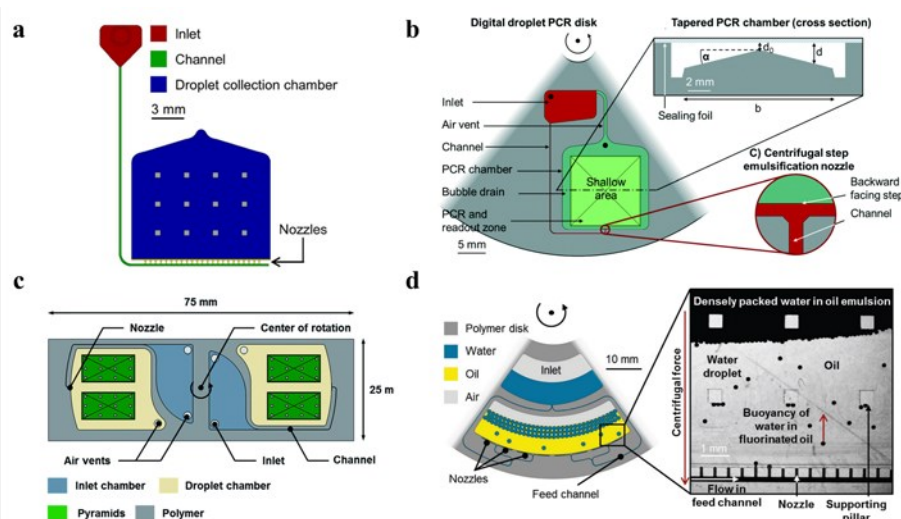 a
Inlet
Channel
Droplet collection chamber
3 mm
Nozzles
b
Digital droplet PCR disk
Tapered PCR chamber (cross section)
d₀
d
α
2 mm
b
Sealing foil
Inlet
Air vent
Channel
PCR chamber
Bubble drain
PCR and
readout zone
Shallow
area
5 mm
C) Centrifugal step
emulsification nozzle
Backward
facing step
Channel
c
75 mm
Nozzle
Center of rotation
25 m
Air vents
Inlet
Channel
Inlet chamber
Droplet chamber
Pyramids
Polymer
d
Polymer disk
Water
Oil
Air
10 mm
Inlet
Nozzles
Feed channel
Centrifugal force
Densely packed water in oil emulsion
Water
droplet
Oil
Buoyancy of
water in
fluorinated oil
1 mm
Flow in
feed channel
Nozzle
Supporting
pillar